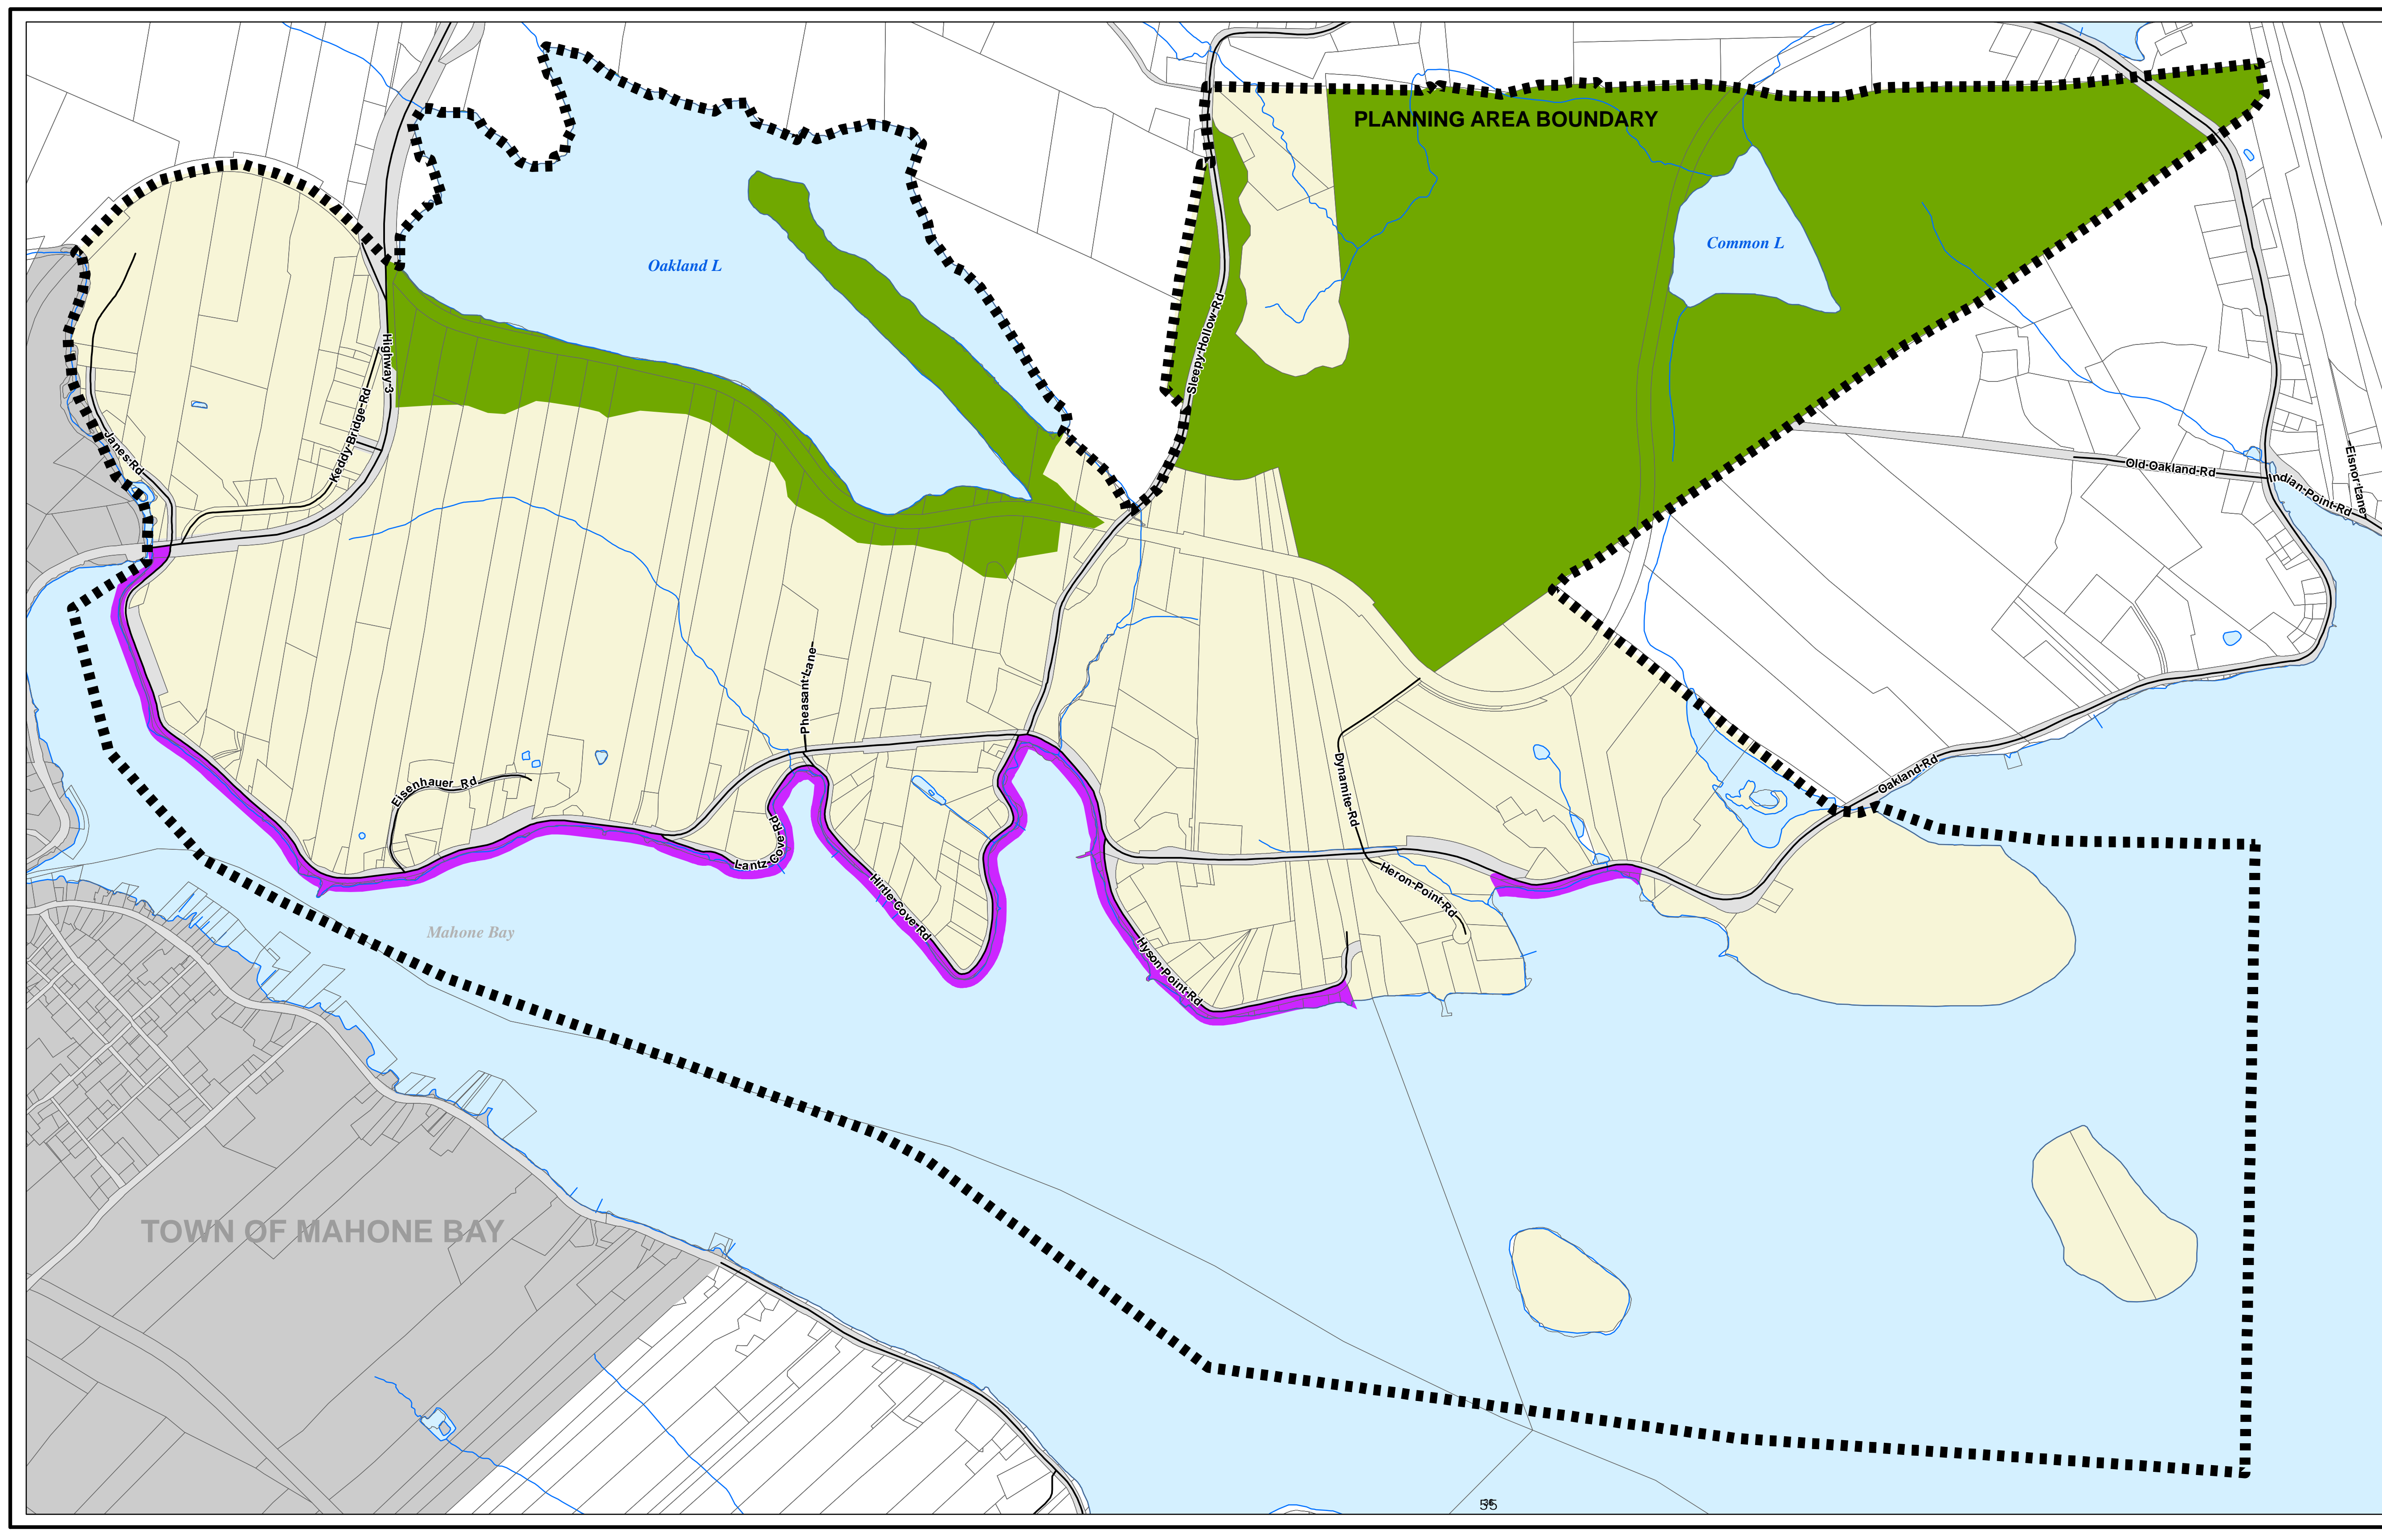 PLANNING AREA BOUNDARY
Common L
Oakland L
Sleepy-Hollow-Rd
Highway-3
Keddy-Bridge-Rd
Janes-Rd
Old-Oakland-Rd
Indian-Point-Rd
Eisnor-Lane
Pheasant-Lane
Eisenhauer Rd
Lantz Cove Rd
Hirtle-Cove-Rd
Dynamite-Rd
Heron-Point-Rd
Oakland-Rd
Hyson-Point-Rd
Mahone Bay
TOWN OF MAHONE BAY